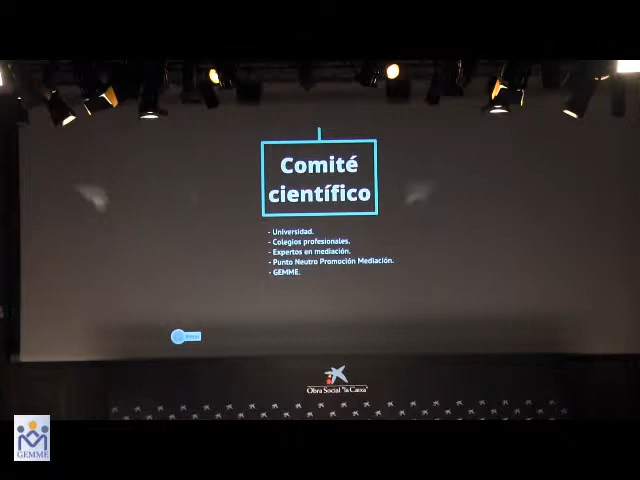 Comité
científico
- Universidad.
- Colegios profesionales.
- Expertos en mediación.
- Punto Neutro Promoción Mediación.
- GEMME.
Obra Social "la Caixa"
GEMME